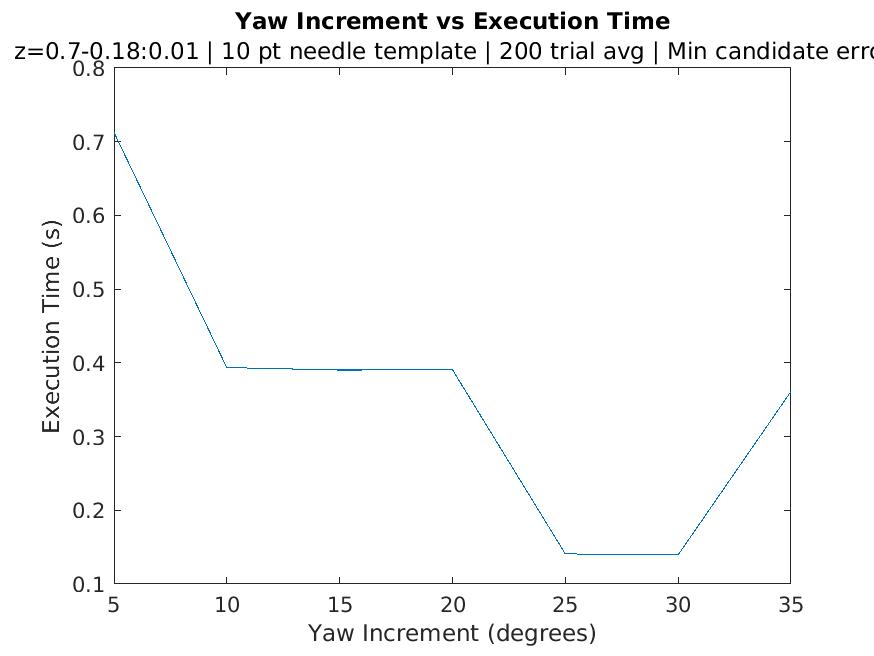 Yaw Increment vs Execution Time
z=0.7-0.18:0.01 | 10 pt needle template | 200 trial avg | Min candidate erro
0.8
0.7
0.6
0.5
0.4
0.3
0.2
0.1
Execution Time (s)
5 10 15 20 25 30 35
Yaw Increment (degrees)